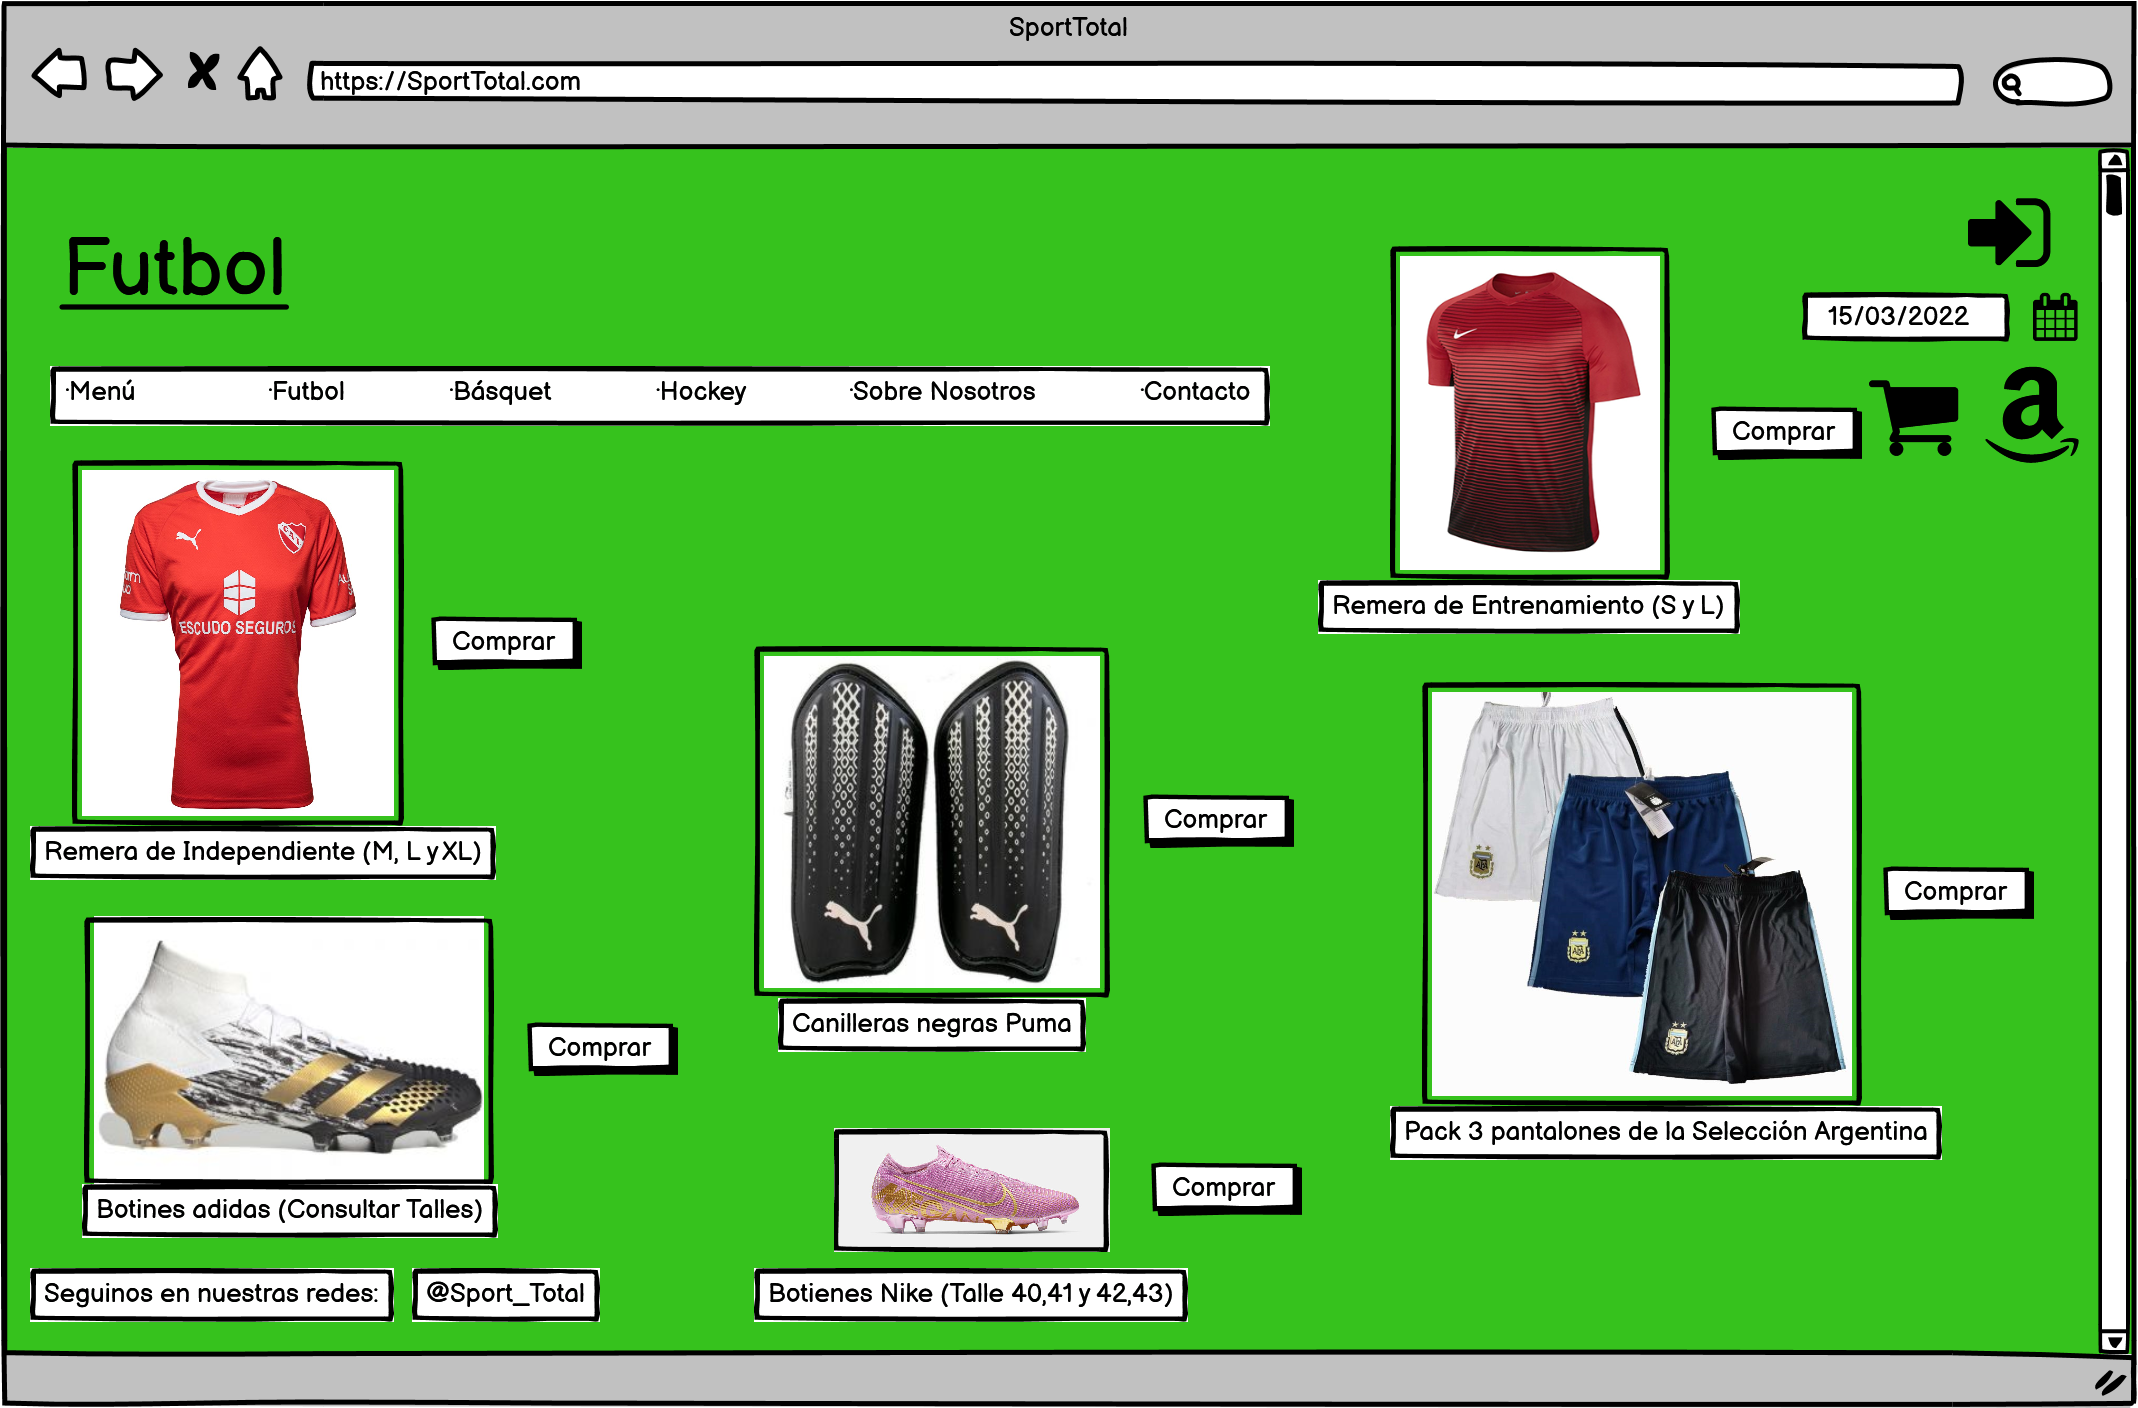 SportTotal
https://SportTotal.com
Futbol
15/03/2022
·Menú ·Futbol ·Básquet ·Hockey ·Sobre Nosotros ·Contacto
Comprar
a
ESCUDO SEGUROS
Comprar
Remera de Entrenamiento (S y L)
Comprar
Remera de Independiente (M, L y XL)
Comprar
Canilleras negras Puma
Comprar
Pack 3 pantalones de la Selección Argentina
Comprar
Botines adidas (Consultar Talles)
Comprar
Seguinos en nuestras redes: @Sport_Total
Botienes Nike (Talle 40,41 y 42,43)